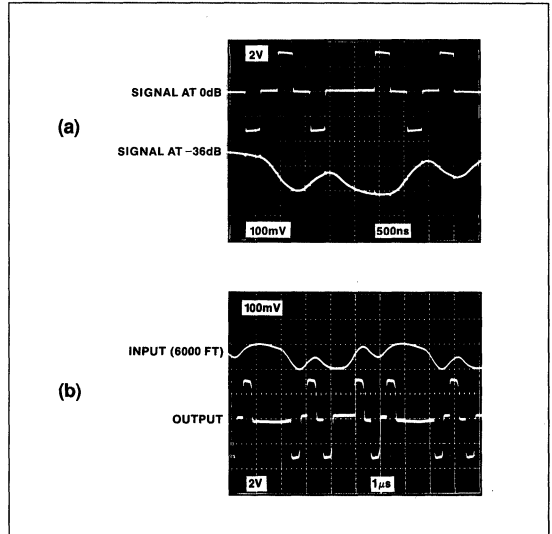 2V
SIGNAL AT 0dB
(a)
SIGNAL AT −36dB
100mV
500ns
100mV
INPUT (6000 FT)
(b)
OUTPUT
2V
1µs